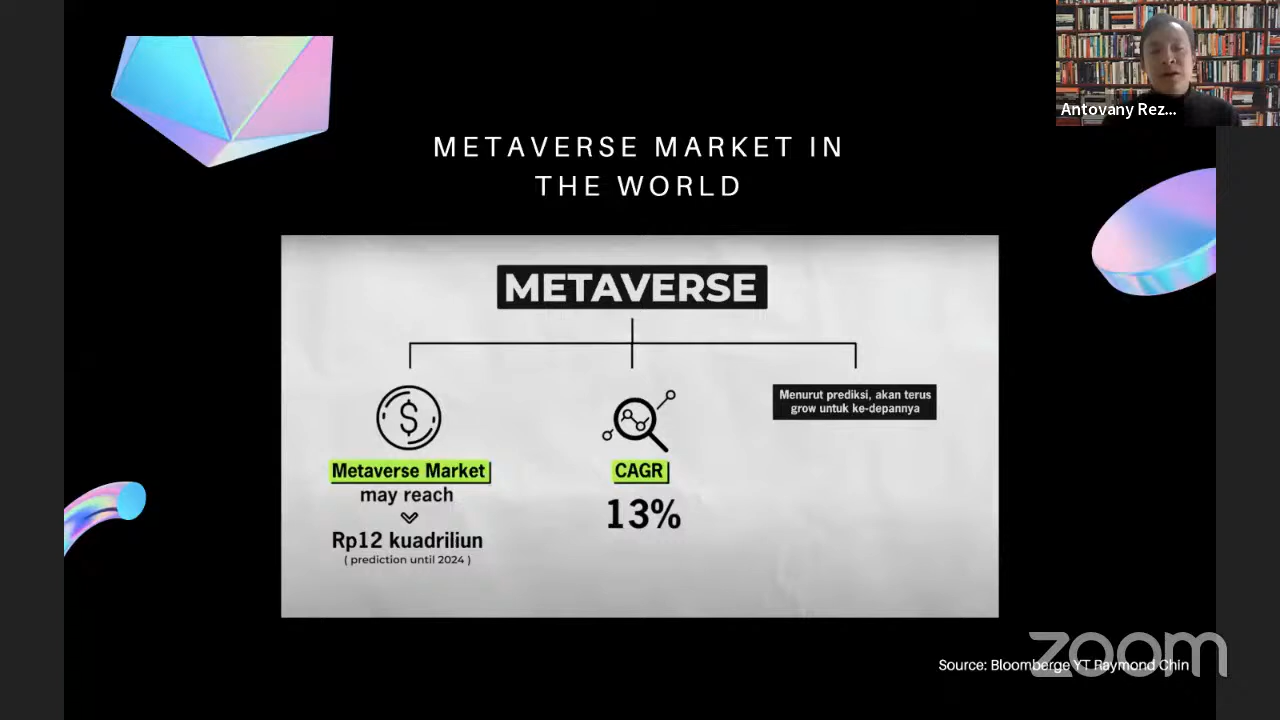 Antovany Rez...
METAVERSE MARKET IN
THE WORLD
METAVERSE
Metaverse Market
may reach
Rp12 kuadriliun
( prediction until 2024 )
CAGR
13%
Menurut prediksi, akan terus
grow untuk ke-depannya
Source: Bloomberge YT Raymond Chin
zoom